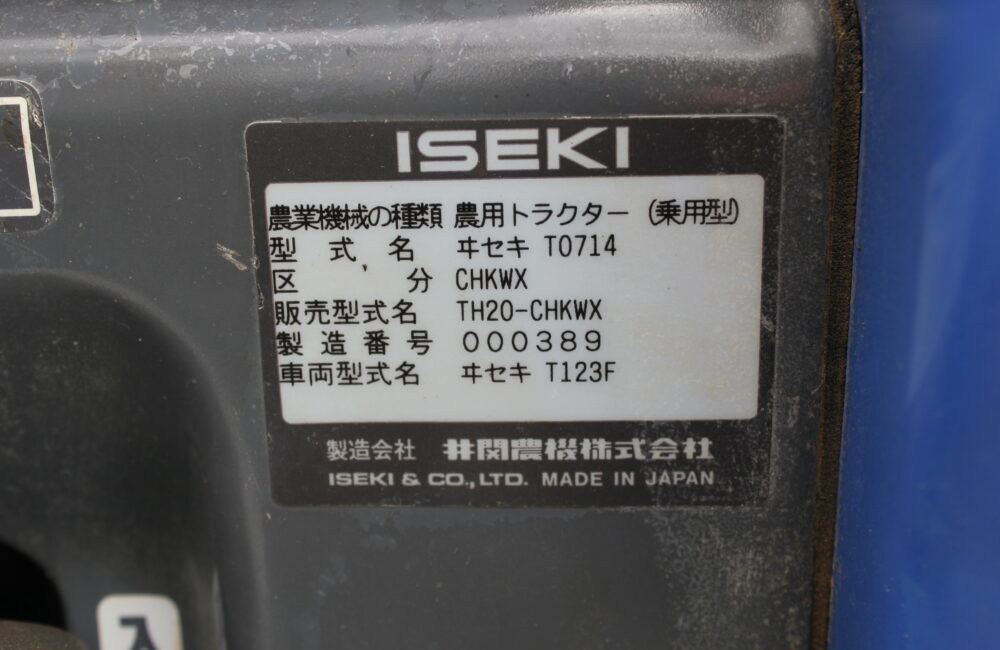 ISEKI
農業機械の種類 農用トラクター (乗用型)
型式名 ヰセキ T0714
区分 CHKWX
販売型式名 TH20-CHKWX
製造番号 000389
車両型式名 ヰセキ T123F
製造会社 井関農機株式会社
ISEKI & CO.,LTD. MADE IN JAPAN
入